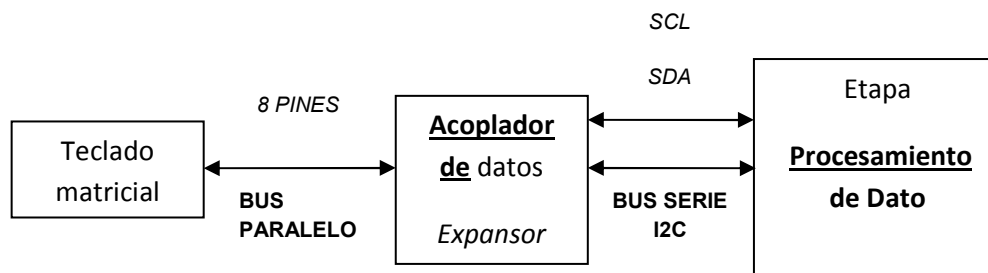 SCL
SDA
8 PINES
Teclado
matricial
BUS
PARALELO
Acoplador
de datos
Expansor
BUS SERIE
I2C
Etapa
Procesamiento
de Dato